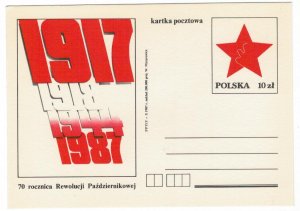 1917
1918
1944
1987
70 rocznica Rewolucji Październikowej
kartka pocztowa
POLSKA 10 zł